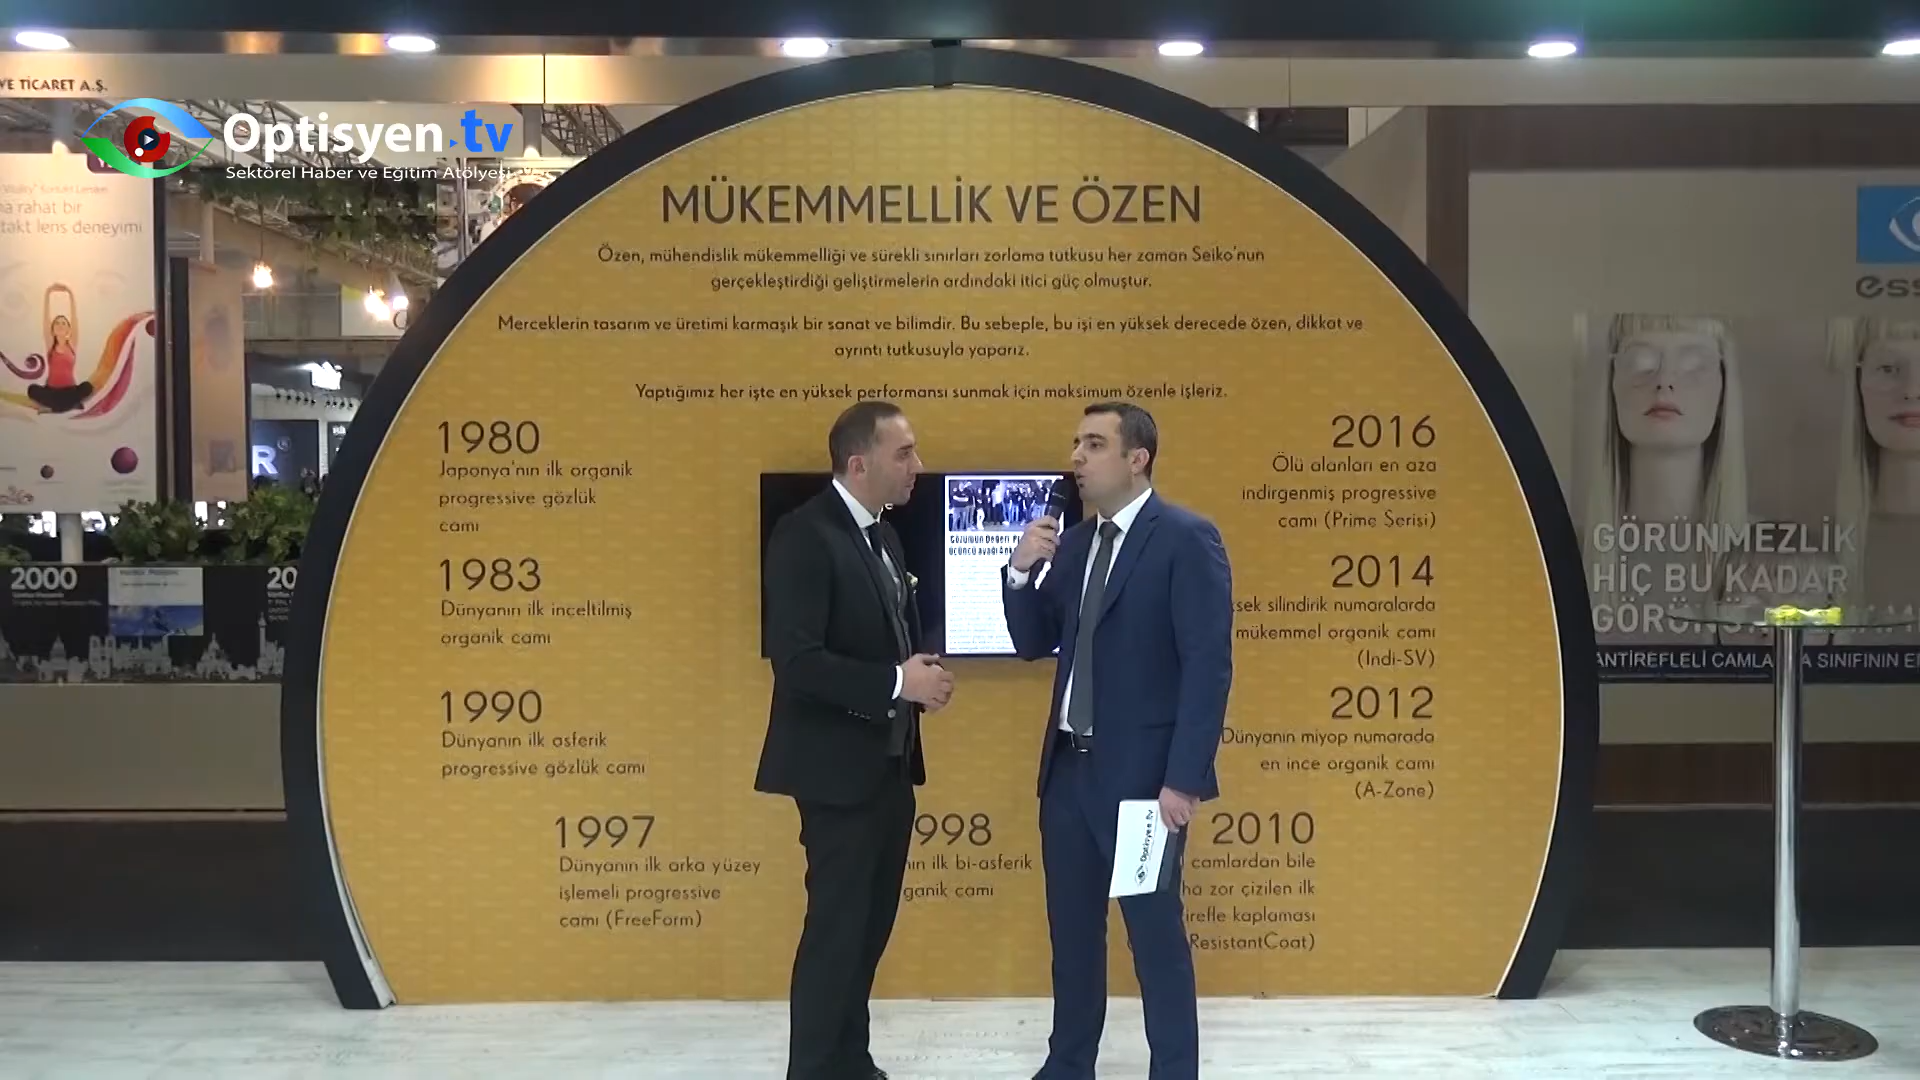 VE TİCARET A.Ş.
Optisyen.tv
Sektörel Haber ve Eğitim Atölyesi
a rahat bir
takt lens deneyimi
MÜKEMMELLİK VE ÖZEN
Özen, mühendislik mükemmelliği ve sürekli sınırları zorlama tutkusu her zaman Seiko'nun
gerçekleştirdiği geliştirmelerin ardındaki itici güç olmuştur.
Merceklerin tasarım ve üretimi karmaşık bir sanat ve bilimdir. Bu sebeple, bu işi en yüksek derecede özen, dikkat ve
ayrıntı tutkusuyla yaparız.
Yaptığımız her işte en yüksek performansı sunmak için maksimum özenle işleriz.
1980
Japonya'nın ilk organik
progressive gözlük
camı
1983
Dünyanın ilk inceltilmiş
organik camı
1990
Dünyanın ilk asferik
progressive gözlük camı
1997
Dünyanın ilk arka yüzey
işlemeli progressive
camı (FreeForm)
998
ın ilk bi-asferik
ganik camı
2010
camlardan bile
ha zor çizilen ilk
irefle kaplaması
ResistantCoat)
2012
Dünyanın miyop numarada
en ince organik camı
(A-Zone)
2014
ksek silindirik numaralarda
mükemmel organik camı
(Indi-SV)
2016
Ölü alanları en aza
indirgenmiş progressive
camı (Prime Serisi)
Optisyen.tv
2000
20
R
ess
GÖRÜNMEZLİK
HİÇ BU KADAR
ANTİREFLELİ CAMLA A SINIFININ E